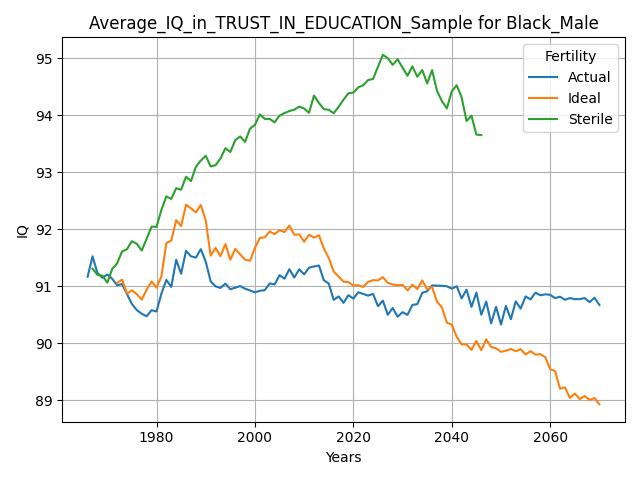 Average_IQ_in_TRUST_IN_EDUCATION_Sample for Black_Male
IQ
95
94
93
92
91
90
89
Fertility
Actual
Ideal
Sterile
1980
2000
2020
2040
2060
Years